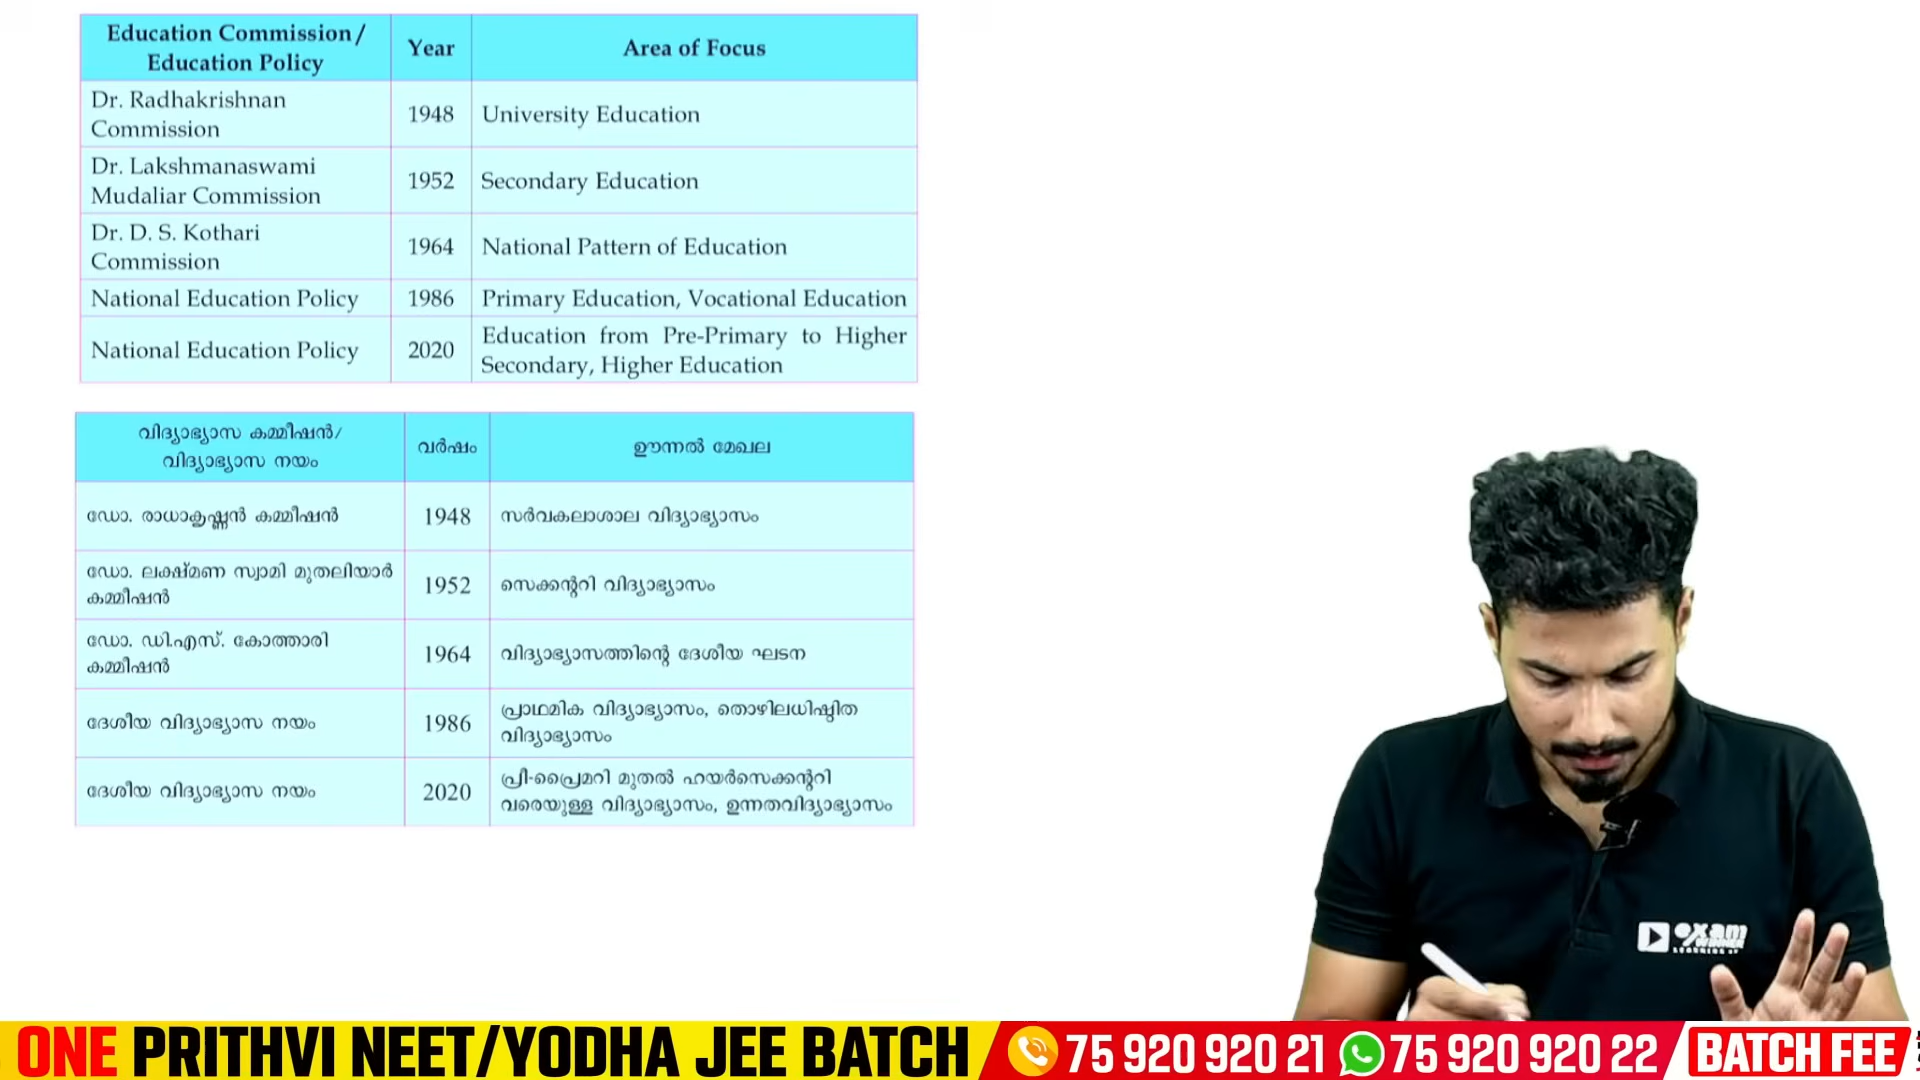 Education Commission/
Education Policy
Year
Area of Focus
Dr. Radhakrishnan
Commission
1948
University Education
Dr. Lakshmanaswami
Mudaliar Commission
1952
Secondary Education
Dr. D. S. Kothari
Commission
1964
National Pattern of Education
National Education Policy
1986
Primary Education, Vocational Education
National Education Policy
2020
Education from Pre-Primary to Higher
Secondary, Higher Education
വിദ്യാഭ്യാസ കമ്മീഷൻ/
വിദ്യാഭ്യാസ നയം
വർഷം
ഊന്നൽ മേഖല
ഡോ. രാധാകൃഷ്ണൻ കമ്മീഷൻ
1948
സർവകലാശാല വിദ്യാഭ്യാസം
ഡോ. ലക്ഷ്മണ സ്വാമി മുതലിയാർ
കമ്മീഷൻ
1952
സെക്കന്ററി വിദ്യാഭ്യാസം
ഡോ. ഡി.എസ്. കോത്താരി
കമ്മീഷൻ
1964
വിദ്യാഭ്യാസത്തിന്റെ ദേശീയ ഘടന
ദേശീയ വിദ്യാഭ്യാസ നയം
1986
പ്രാഥമിക വിദ്യാഭ്യാസം, തൊഴിലധിഷ്ഠിത
വിദ്യാഭ്യാസം
ദേശീയ വിദ്യാഭ്യാസ നയം
2020
പ്രീ-പ്രൈമറി മുതൽ ഹയർസെക്കന്ററി
വരെയുള്ള വിദ്യാഭ്യാസം, ഉന്നതവിദ്യാഭ്യാസം
exam
WINNER
ONE PRITHVI NEET/YODHA JEE BATCH
75 920 920 21
75 920 920 22
BATCH FEE